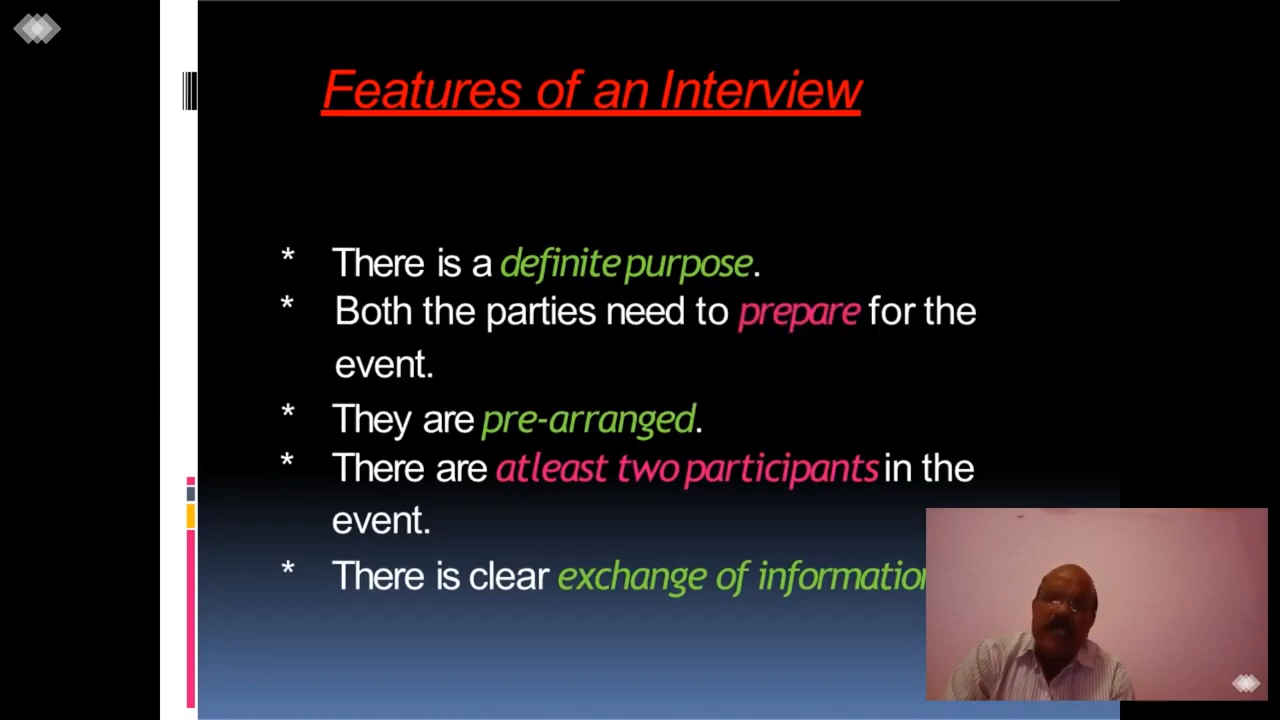 Features of an Interview
* There is a definite purpose.
* Both the parties need to prepare for the
event.
* They are pre-arranged.
* There are atleast two participants in the
event.
* There is clear exchange of information